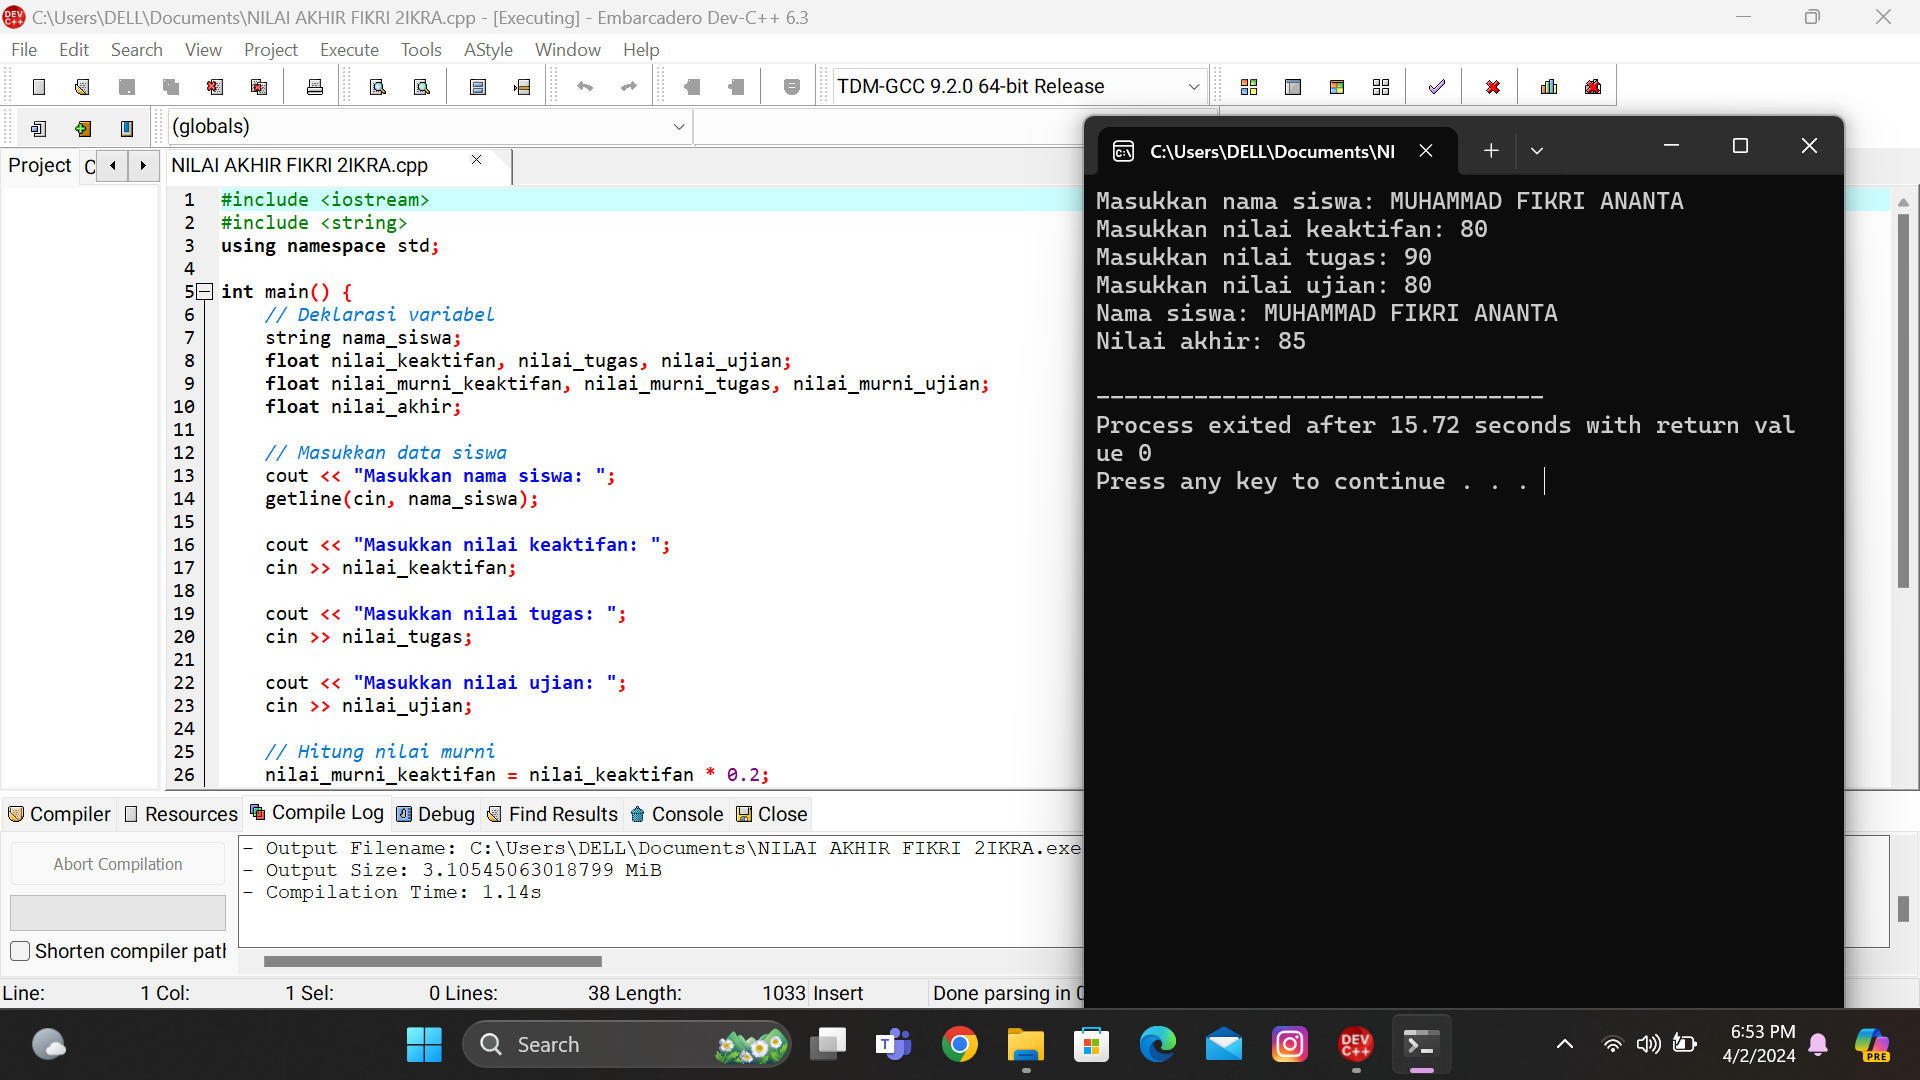 C:\Users\DELL\Documents\NILAI AKHIR FIKRI 2IKRA.cpp - [Executing] - Embarcadero Dev-C++ 6.3
File Edit Search View Project Execute Tools AStyle Window Help
TDM-GCC 9.2.0 64-bit Release
(globals)
Project
NILAI AKHIR FIKRI 2IKRA.cpp
1 #include <iostream>
2 #include <string>
3 using namespace std;
4
5 int main() {
6 // Deklarasi variabel
7 string nama_siswa;
8 float nilai_keaktifan, nilai_tugas, nilai_ujian;
9 float nilai_murni_keaktifan, nilai_murni_tugas, nilai_murni_ujian;
10 float nilai_akhir;
11
12 // Masukkan data siswa
13 cout << "Masukkan nama siswa: ";
14 getline(cin, nama_siswa);
15
16 cout << "Masukkan nilai keaktifan: ";
17 cin >> nilai_keaktifan;
18
19 cout << "Masukkan nilai tugas: ";
20 cin >> nilai_tugas;
21
22 cout << "Masukkan nilai ujian: ";
23 cin >> nilai_ujian;
24
25 // Hitung nilai murni
26 nilai_murni_keaktifan = nilai_keaktifan * 0.2;
C:\Users\DELL\Documents\NI
Masukkan nama siswa: MUHAMMAD FIKRI ANANTA
Masukkan nilai keaktifan: 80
Masukkan nilai tugas: 90
Masukkan nilai ujian: 80
Nama siswa: MUHAMMAD FIKRI ANANTA
Nilai akhir: 85
--------------------------------
Process exited after 15.72 seconds with return val
ue 0
Press any key to continue . . .
Compiler Resources Compile Log Debug Find Results Console Close
Abort Compilation
Shorten compiler path
- Output Filename: C:\Users\DELL\Documents\NILAI AKHIR FIKRI 2IKRA.exe
- Output Size: 3.10545063018799 MiB
- Compilation Time: 1.14s
Line: 1 Col: 1 Sel: 0 Lines: 38 Length: 1033 Insert Done parsing in 0
Search
DEV C++
PRE
6:53 PM
4/2/2024